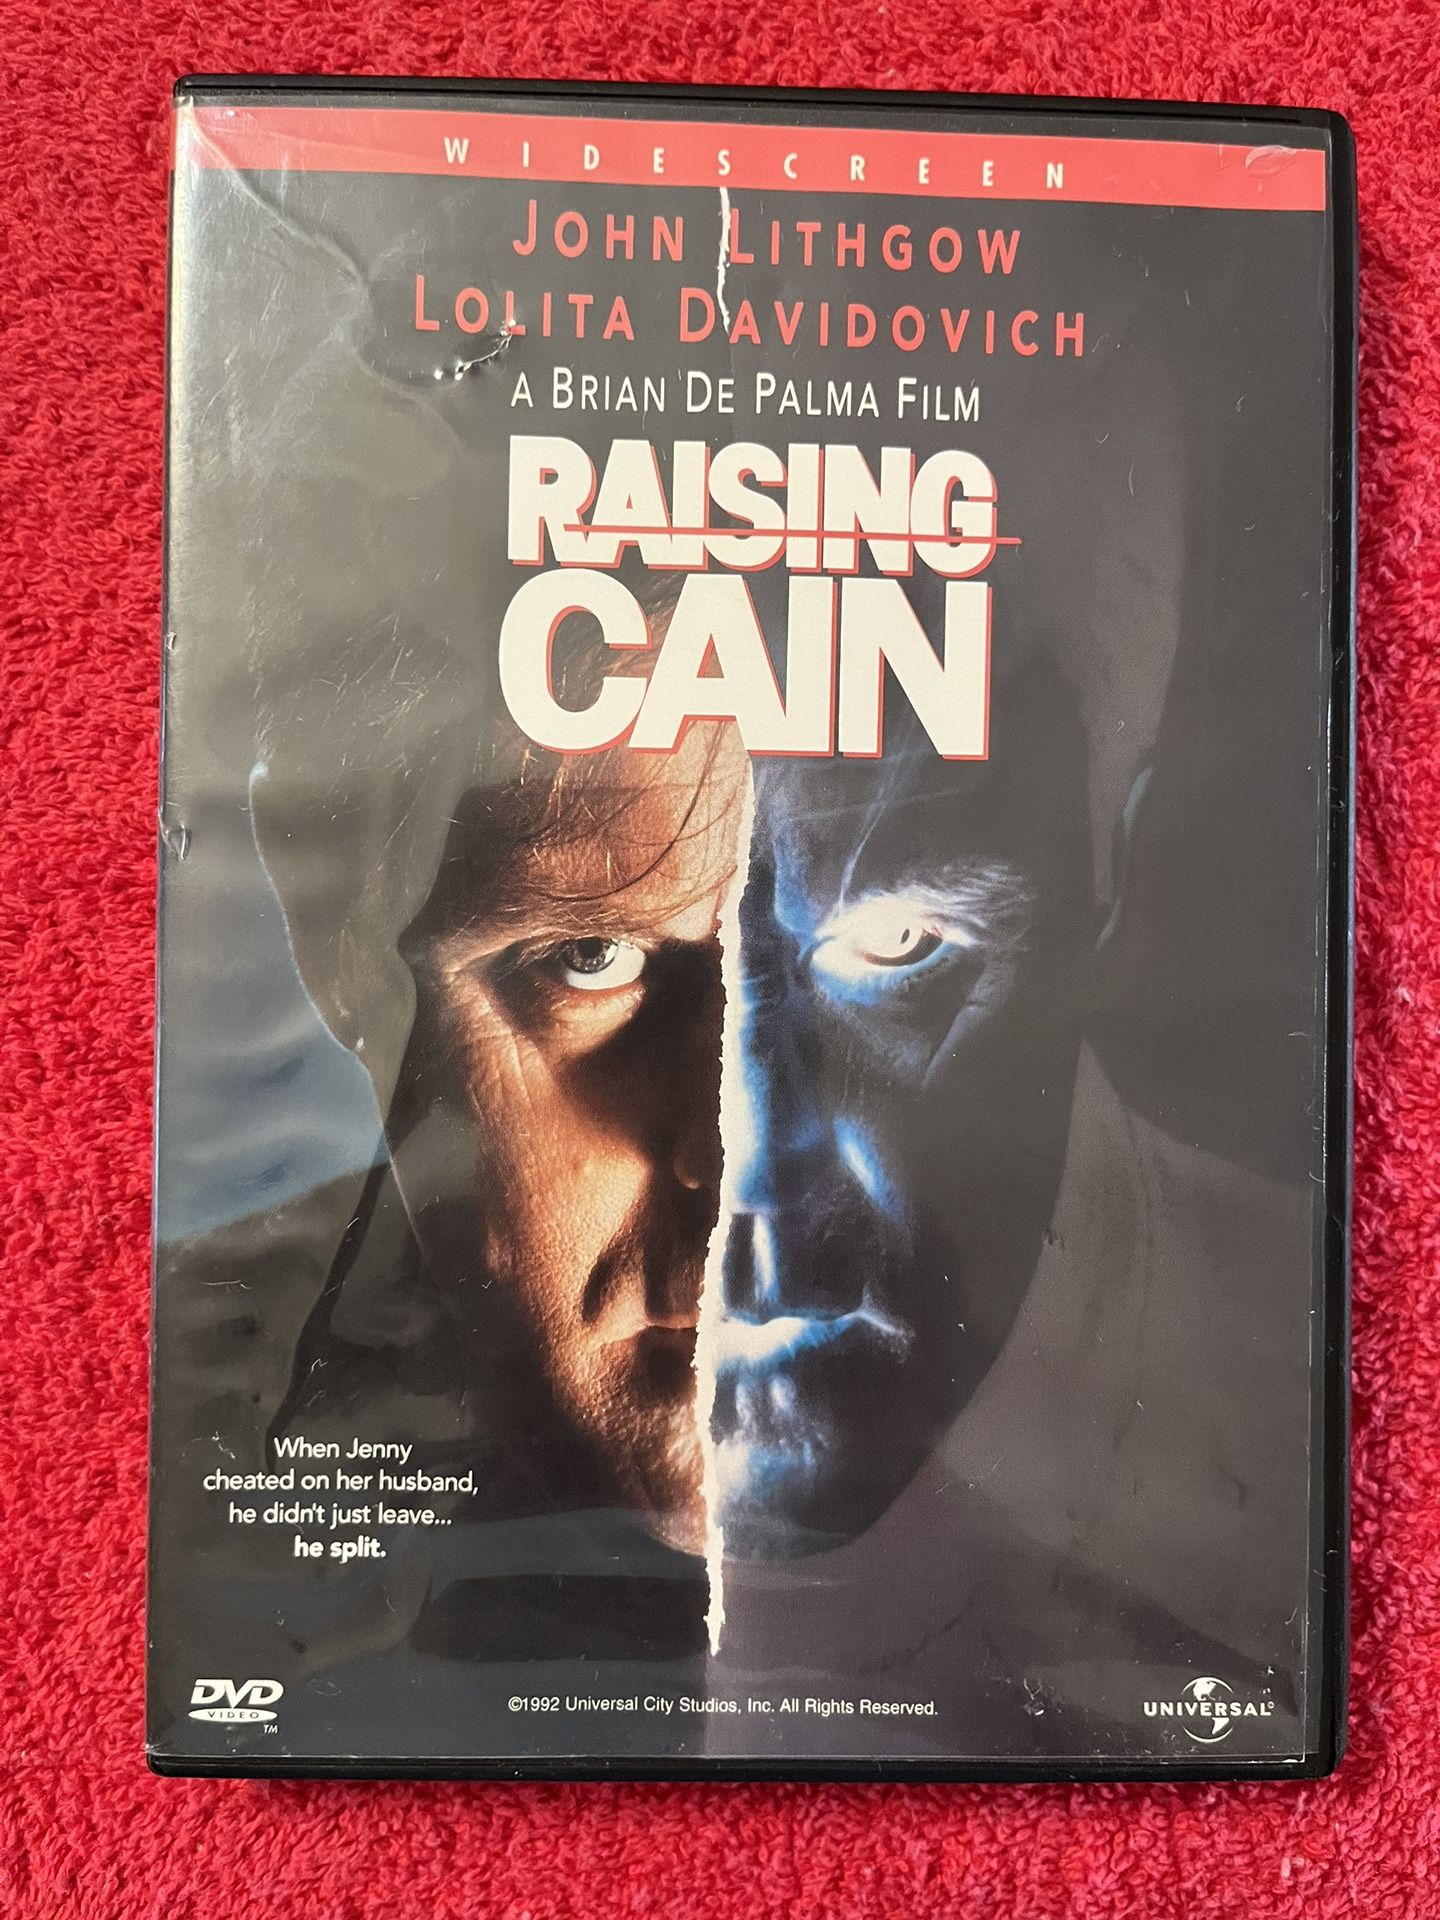 WIDESCREEN
JOHN LITHGOW
LOLITA DAVIDOVICH
A BRIAN DE PALMA FILM
RAISING
CAIN
When Jenny
cheated on her husband,
he didn't just leave...
he split.
DVD
VIDEO
TM
©1992 Universal City Studios, Inc. All Rights Reserved.
UNIVERSAL